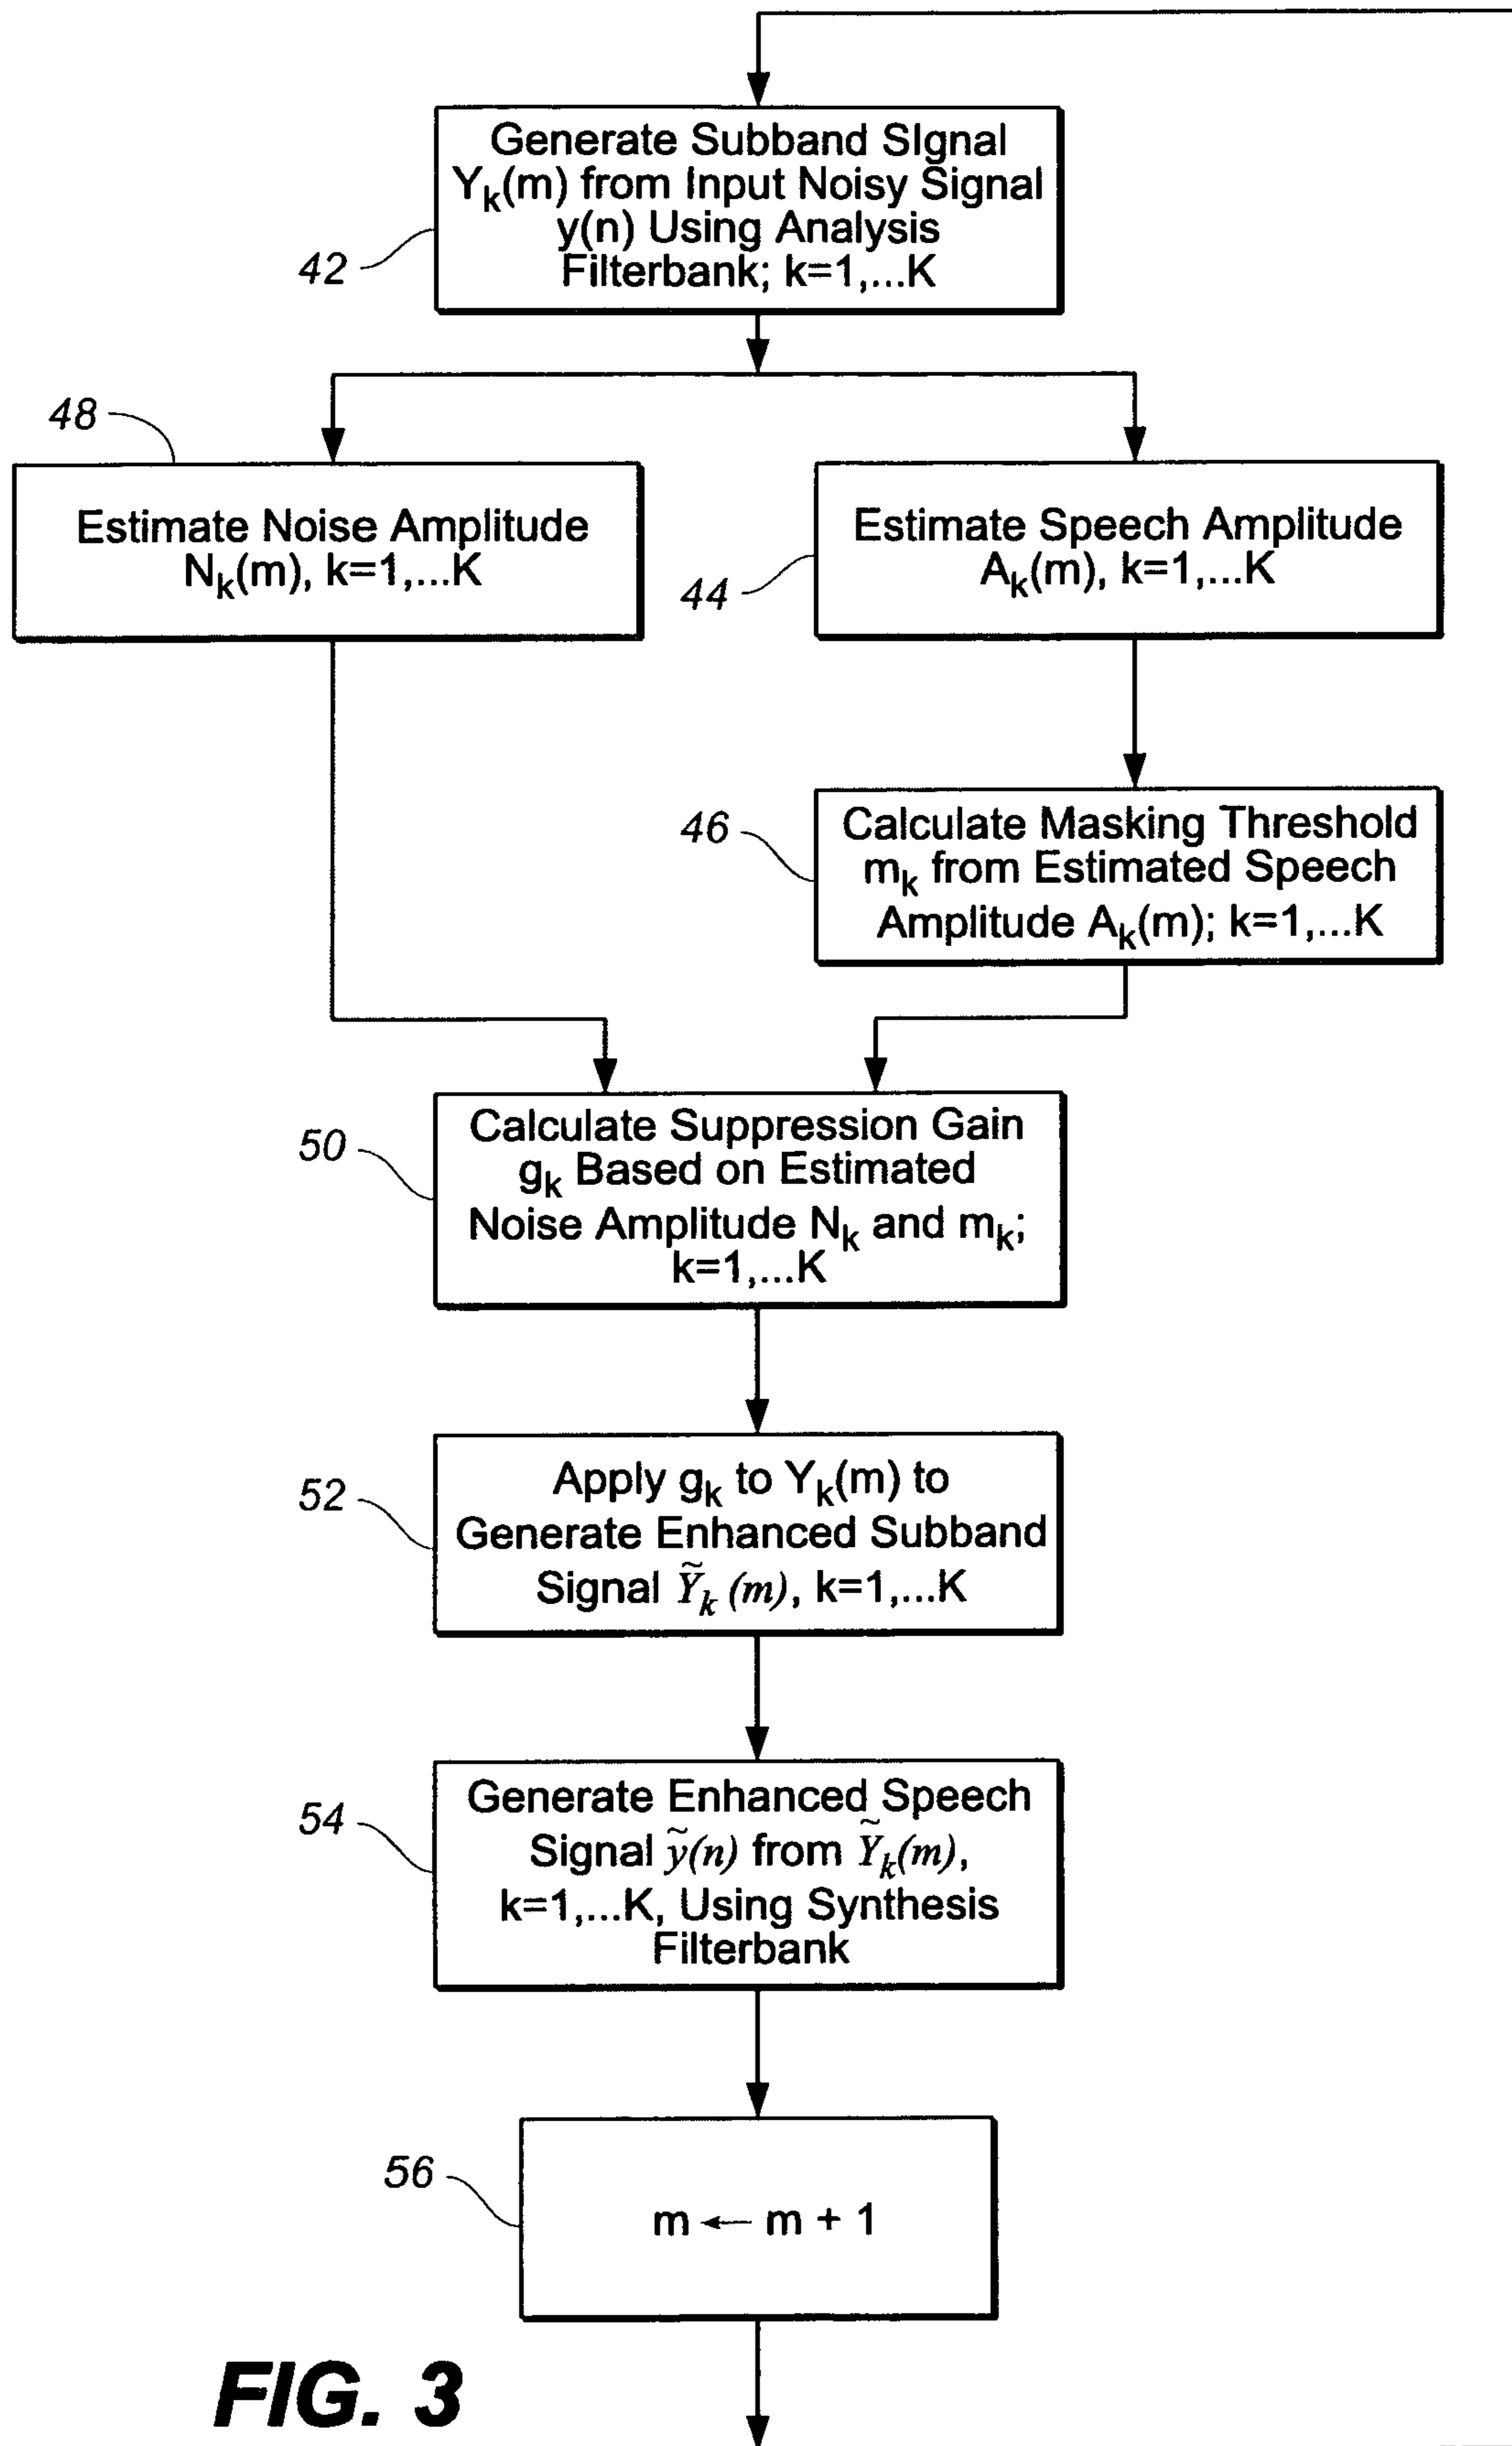 Generate Subband SIgnal
Yk(m) from Input Noisy Signal
y(n) Using Analysis
Filterbank; k=1,...K
42
48
Estimate Noise Amplitude
Nk(m), k=1,...K
Estimate Speech Amplitude
Ak(m), k=1,...K
44
46
Calculate Masking Threshold
mk from Estimated Speech
Amplitude Ak(m); k=1,...K
50
Calculate Suppression Gain
gk Based on Estimated
Noise Amplitude Nk and mk;
k=1,...K
52
Apply gk to Yk(m) to
Generate Enhanced Subband
Signal Ỹk (m), k=1,...K
54
Generate Enhanced Speech
Signal ỹ(n) from Ỹk(m),
k=1,...K, Using Synthesis
Filterbank
56
m ← m + 1
FIG. 3